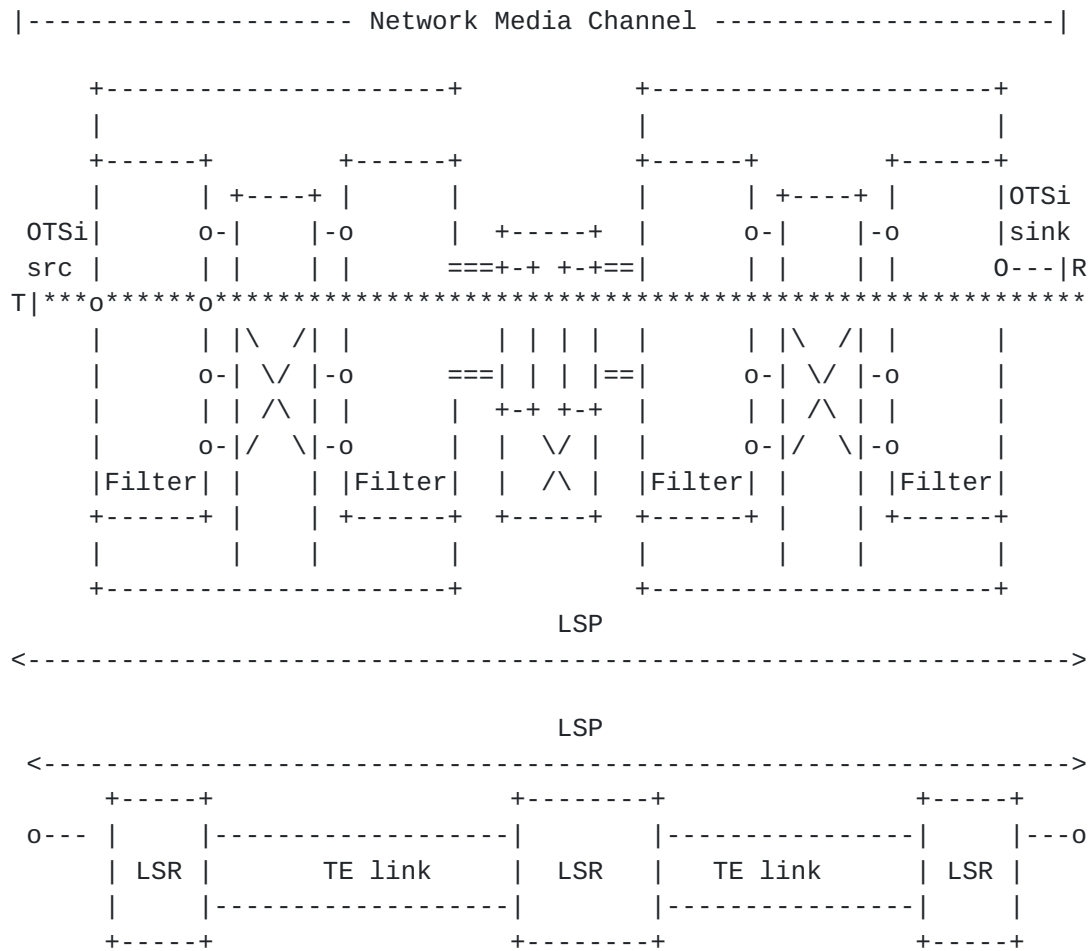 |--------------------- Network Media Channel ----------------------|

     +----------------------+           +----------------------+
     |                                  |                      |
     +------+        +------+           +------+        +------+
     |      | +----+ |      |           |      | +----+ |      |OTSi
 OTSi|      o-|    |-o      |  +-----+  |      o-|    |-o      |sink
 src |      | |    | |      ===+-+ +-+==|      | |    | |      O---|R
T|***o******o********************************************************
     |      | |\  /| |         | | | |  |      | |\  /| |      |
     |      o-| \/ |-o      ===| | | |==|      o-| \/ |-o      |
     |      | | /\ | |      |  +-+ +-+  |      | | /\ | |      |
     |      o-|/  \|-o      |  |  \/ |  |      o-|/  \|-o      |
     |Filter| |    | |Filter|  |  /\ |  |Filter| |    | |Filter|
     +------+ |    | +------+  +-----+  +------+ |    | +------+
     |        |    |        |           |        |    |        |
     +----------------------+           +----------------------+
                                   LSP
<------------------------------------------------------------------->

                                   LSP
 <------------------------------------------------------------------>
      +-----+                   +--------+                +-----+
 o--- |     |-------------------|        |----------------|     |---o
      | LSR |       TE link     |  LSR   |   TE link      | LSR |
      |     |-------------------|        |----------------|     |
      +-----+                   +--------+                +-----+